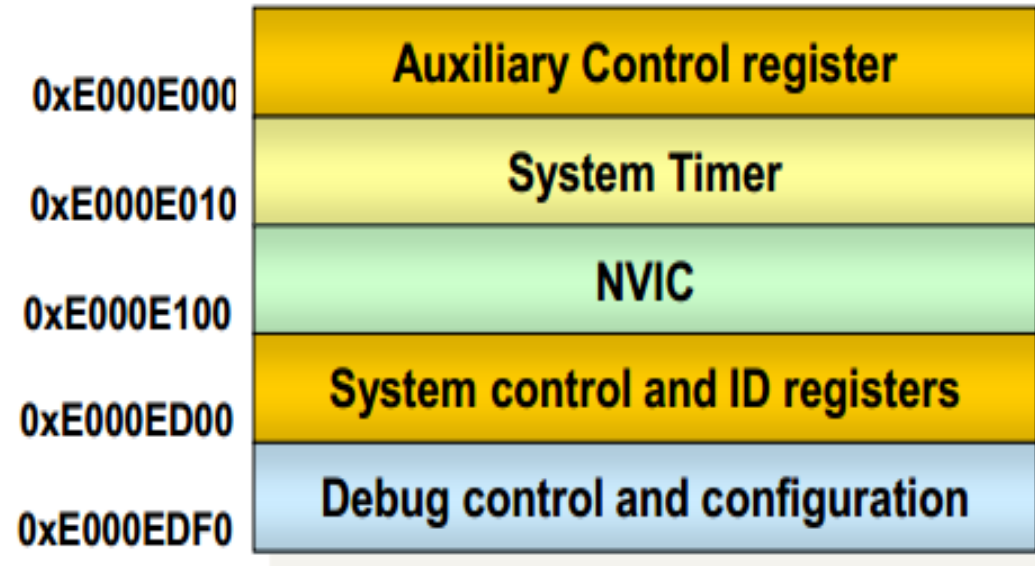 Auxiliary Control register
0xE000E000
System Timer
0xE000E010
NVIC
0xE000E100
System control and ID registers
0xE000ED00
Debug control and configuration
0xE000EDF0